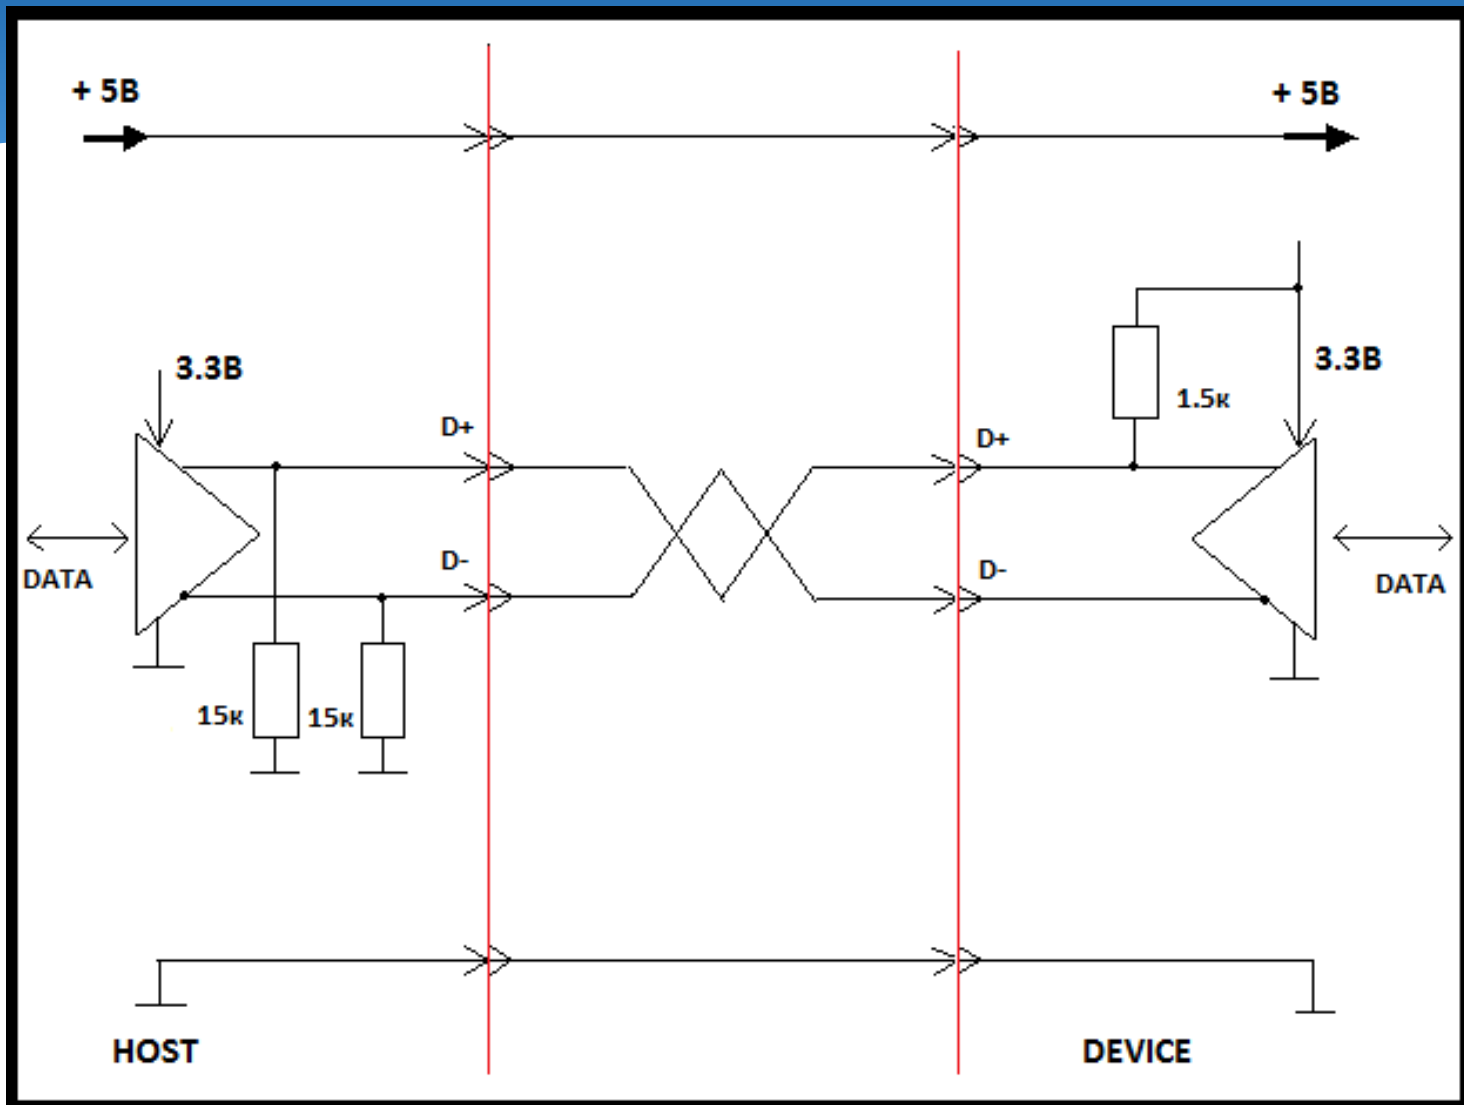 + 5В
+ 5В
3.3В
3.3В
1.5к
D+
D+
D-
D-
DATA
DATA
15к
15к
HOST
DEVICE